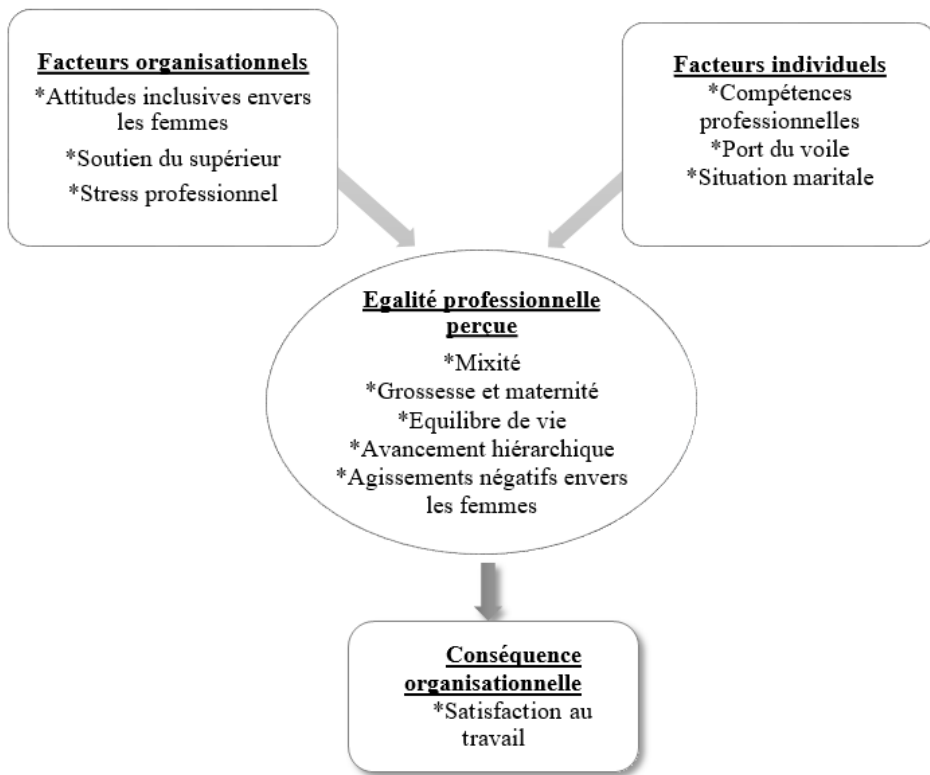 Facteurs organisationnels
*Attitudes inclusives envers
les femmes
*Soutien du supérieur
*Stress professionnel
Facteurs individuels
*Compétences
professionnelles
*Port du voile
*Situation maritale
Egalité professionnelle
perçue
*Mixité
*Grossesse et maternité
*Equilibre de vie
*Avancement hiérarchique
*Agissements négatifs envers
les femmes
Conséquence
organisationnelle
*Satisfaction au
travail